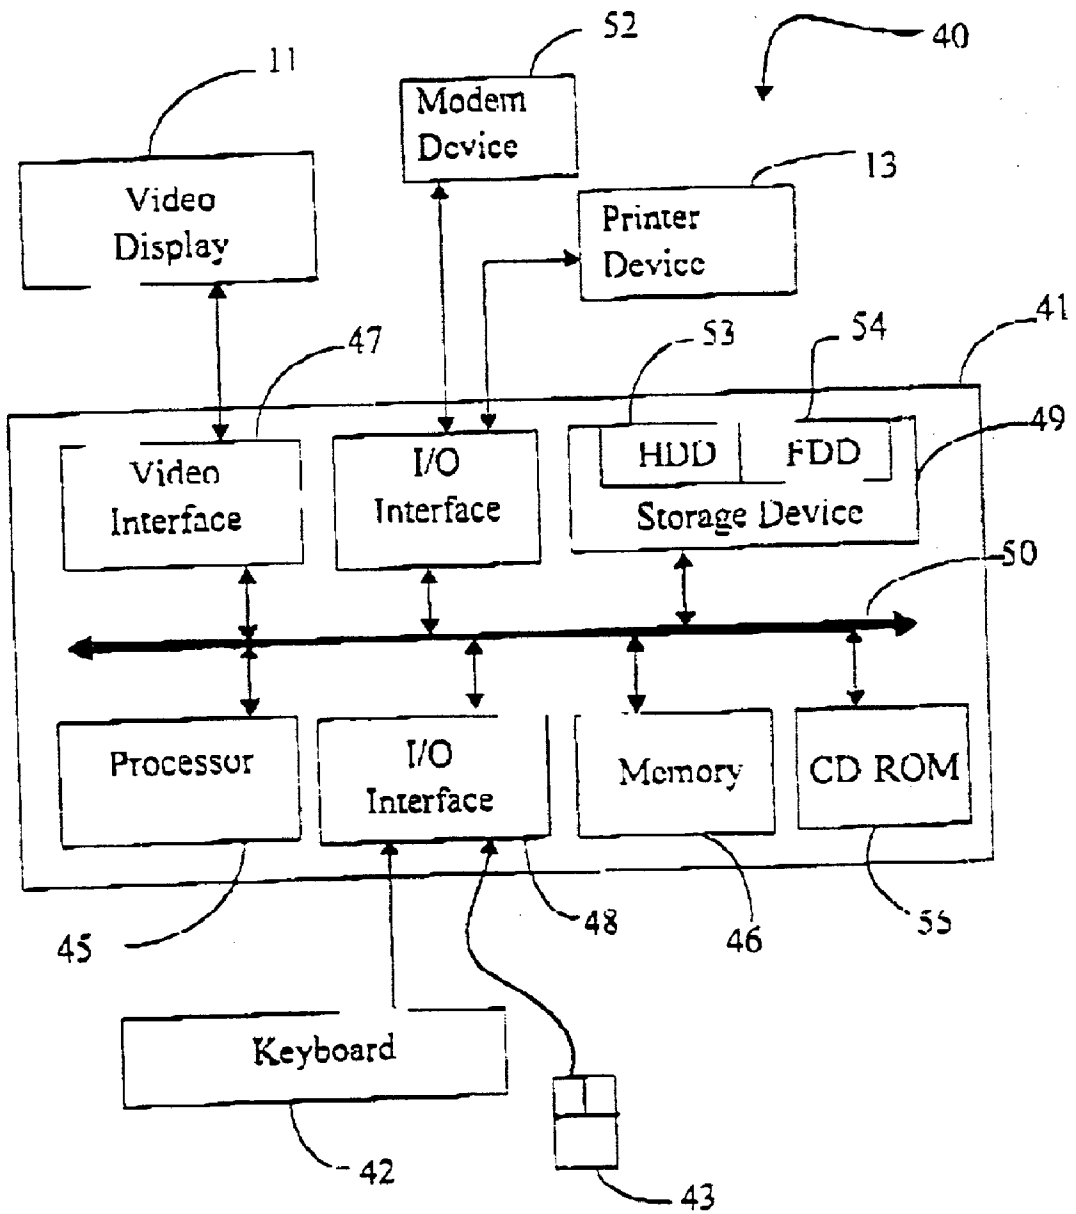 52
40
11
Modem
Device
13
Video
Display
Printer
Device
41
53
54
47
49
HDD
FDD
Video
Interface
I/O
Interface
Storage Device
50
Processor
I/O
Interface
Memory
CD ROM
45
48
46
55
Keyboard
42
43